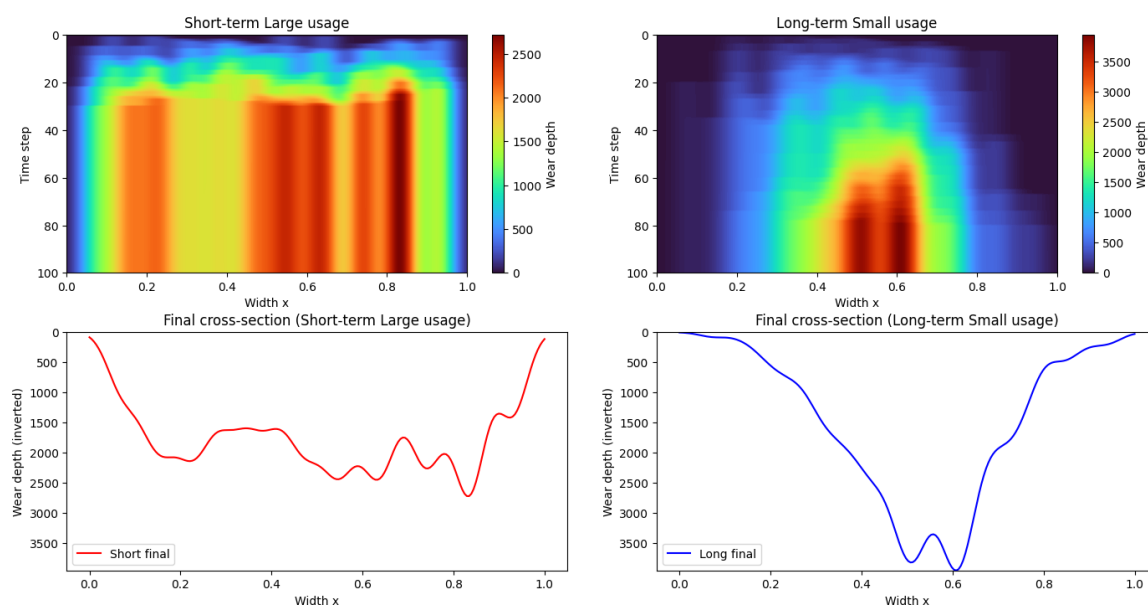 Short-term Large usage
0
20
40
60
80
100
Time step
0.0 0.2 0.4 0.6 0.8 1.0
Width x
2500
2000
1500
1000
500
0
Wear depth
Long-term Small usage
0
20
40
60
80
100
Time step
0.0 0.2 0.4 0.6 0.8 1.0
Width x
3500
3000
2500
2000
1500
1000
500
0
Wear depth
Final cross-section (Short-term Large usage)
0
500
1000
1500
2000
2500
3000
3500
Wear depth (inverted)
Short final
0.0 0.2 0.4 0.6 0.8 1.0
Width x
Final cross-section (Long-term Small usage)
0
500
1000
1500
2000
2500
3000
3500
Wear depth (inverted)
Long final
0.0 0.2 0.4 0.6 0.8 1.0
Width x